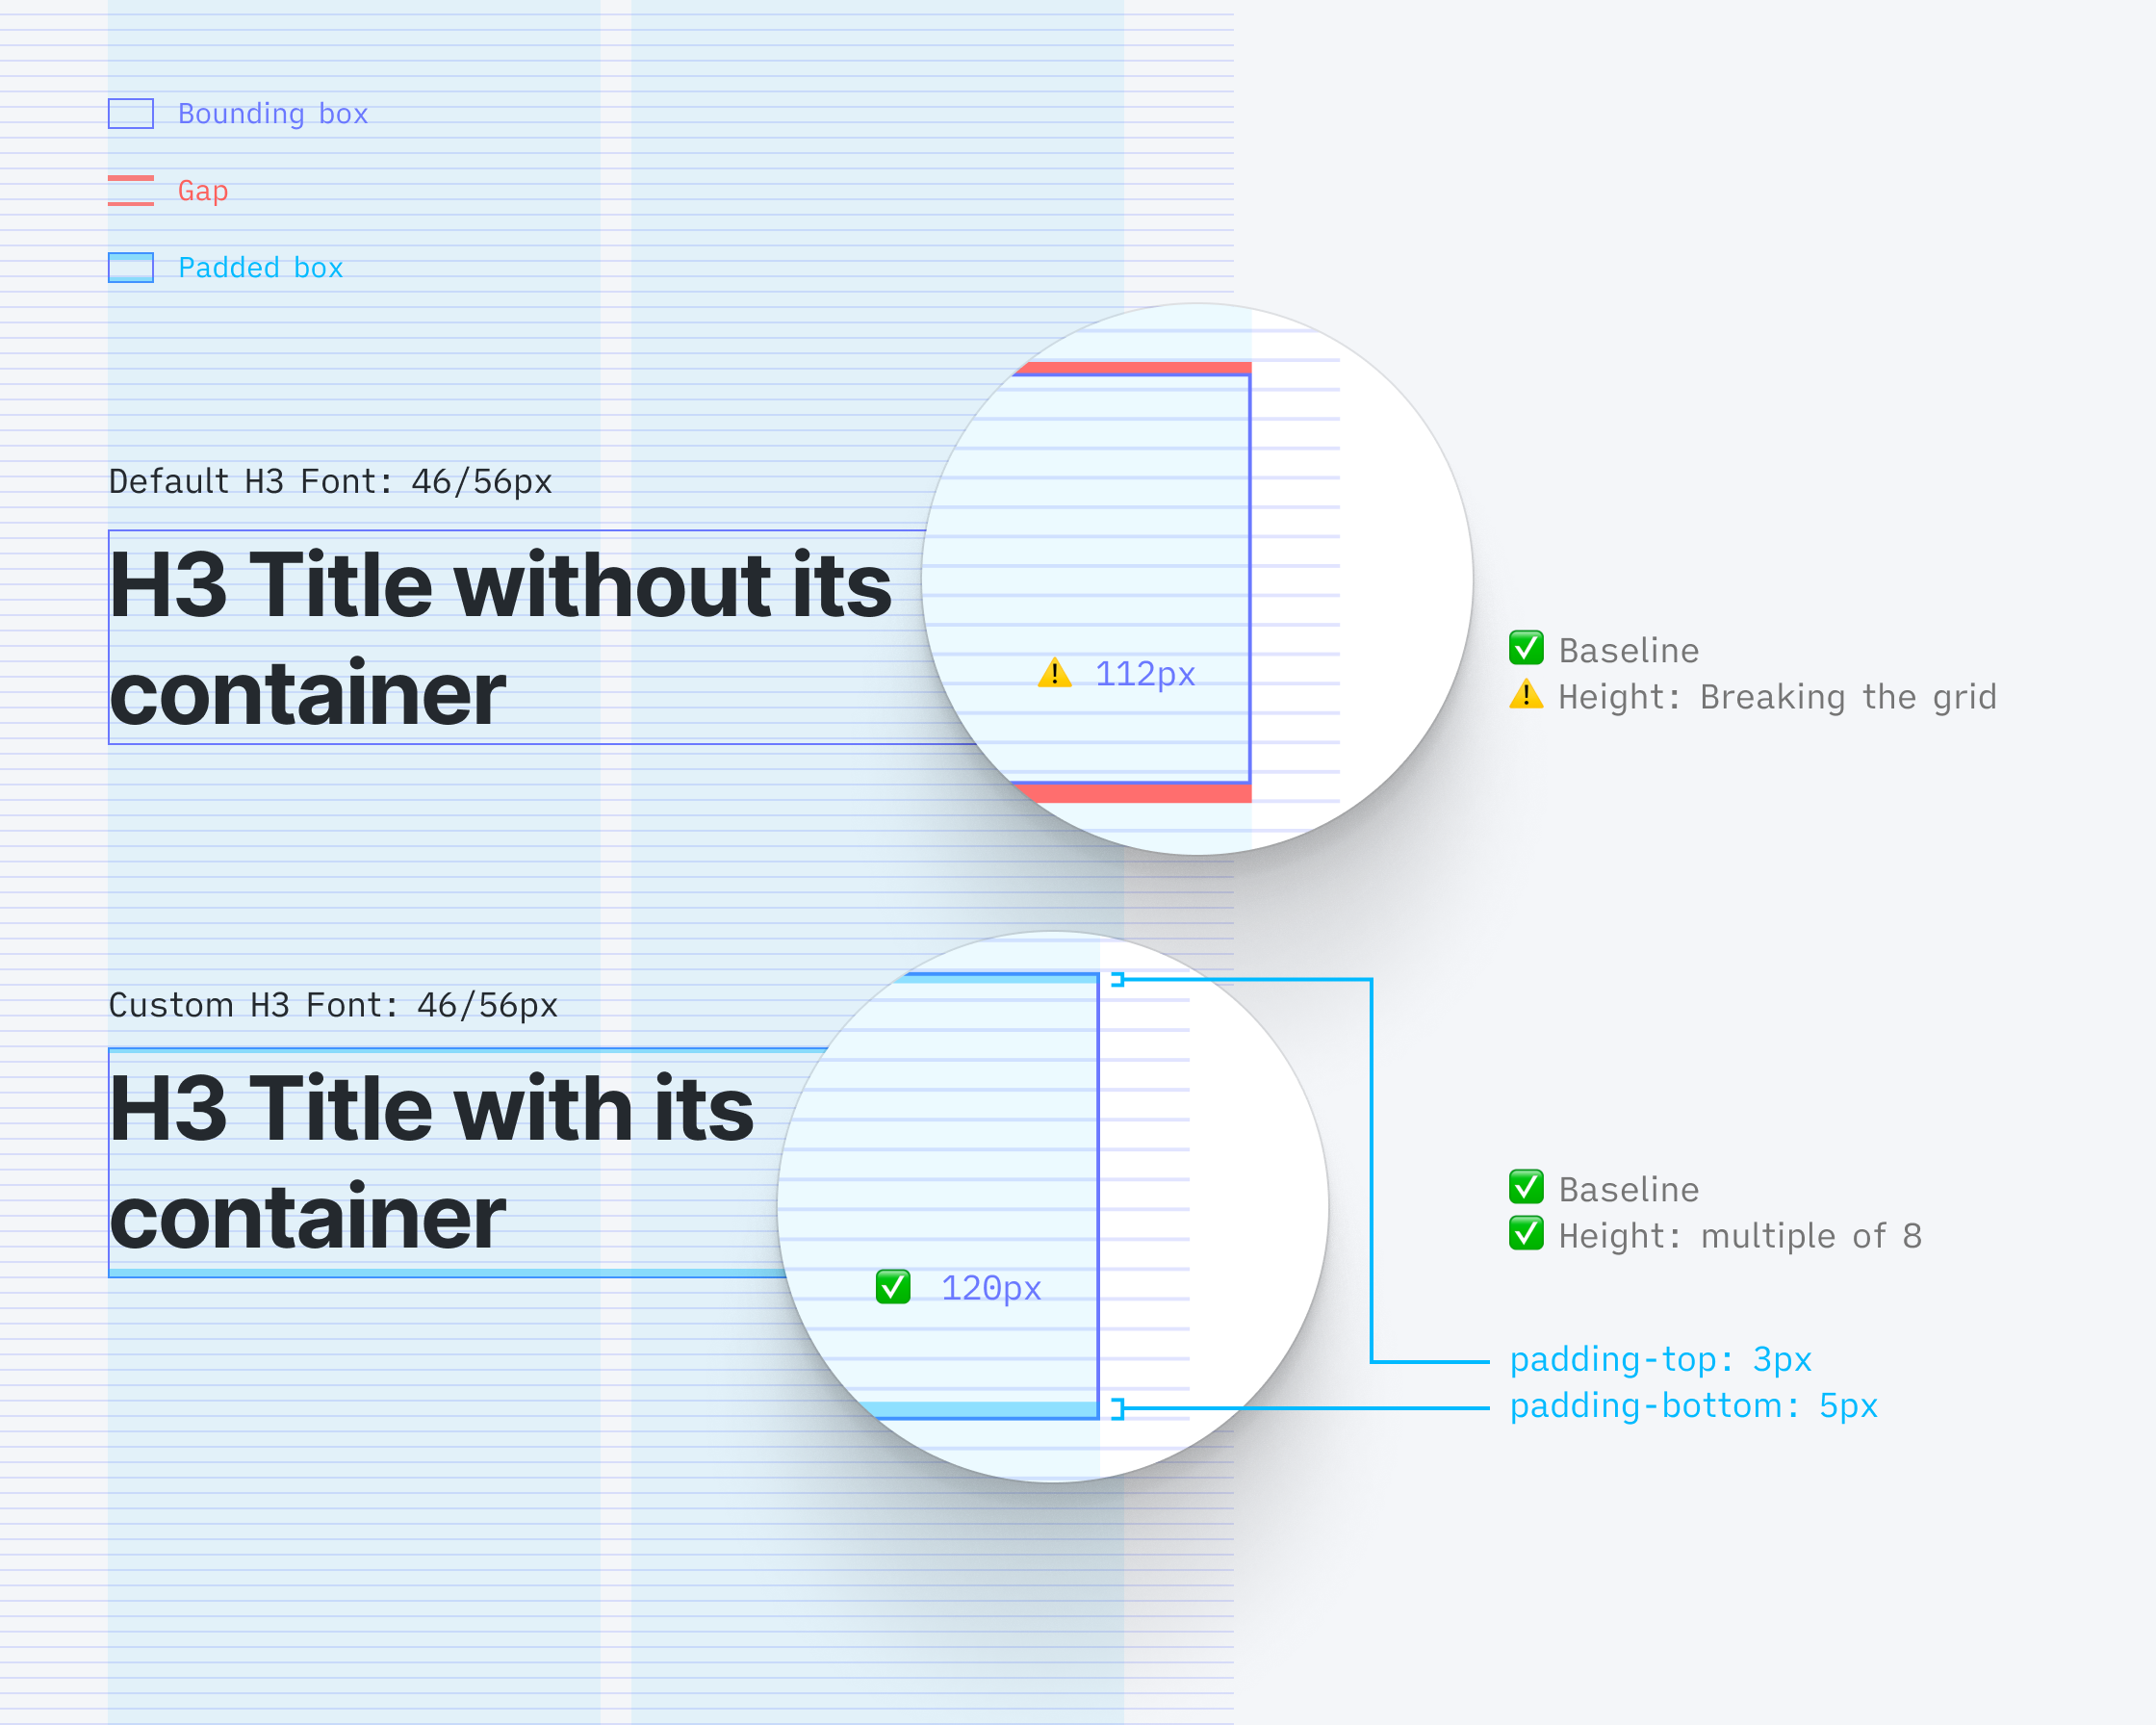 Bounding box
Gap
Padded box
Default H3 Font: 46/56px
H3 Title without its
container
⚠️ 112px
✅ Baseline
⚠️ Height: Breaking the grid
Custom H3 Font: 46/56px
H3 Title with its
container
✅ 120px
✅ Baseline
✅ Height: multiple of 8
padding-top: 3px
padding-bottom: 5px